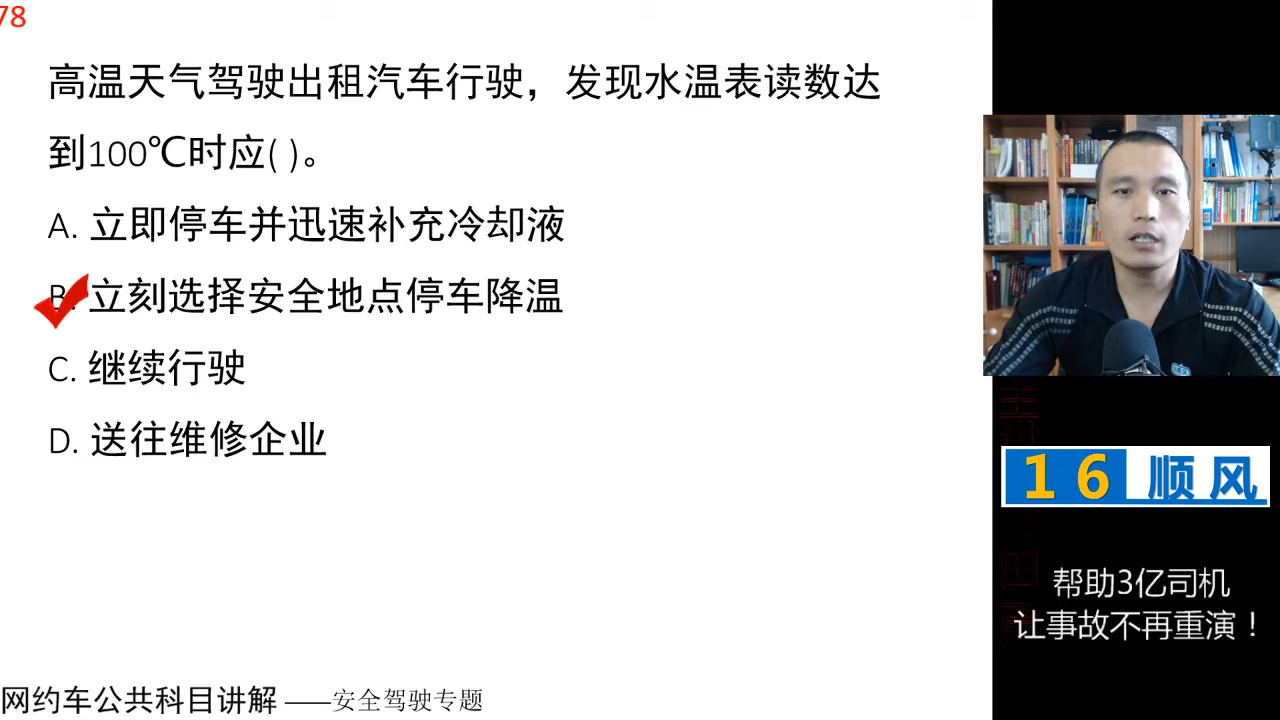 78
高温天气驾驶出租汽车行驶，发现水温表读数达
到100℃时应( )。
A. 立即停车并迅速补充冷却液
B. 立刻选择安全地点停车降温
C. 继续行驶
D. 送往维修企业
16 顺风
帮助3亿司机
让事故不再重演！
网约车公共科目讲解 ——安全驾驶专题